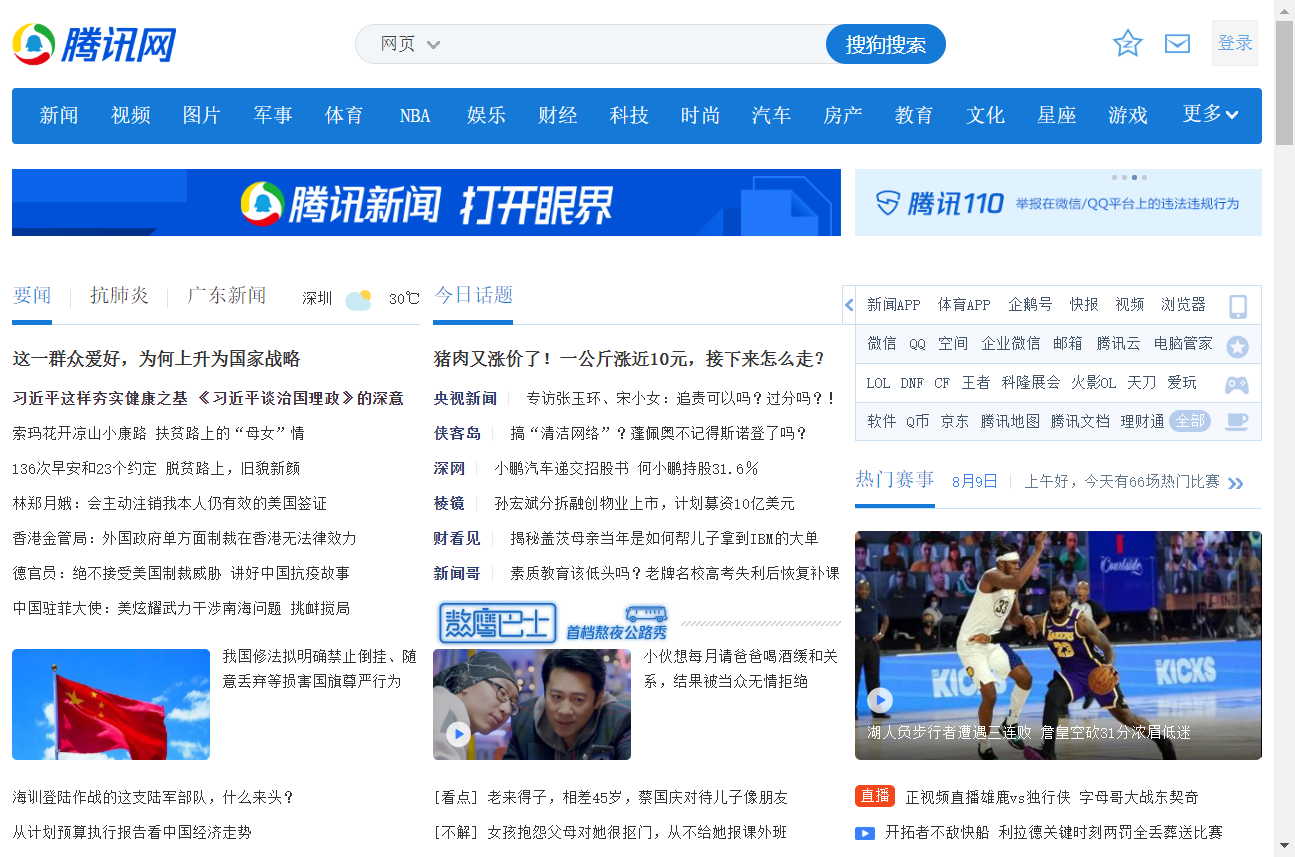 腾讯网
网页
搜狗搜索
登录
新闻 视频 图片 军事 体育 NBA 娱乐 财经 科技 时尚 汽车 房产 教育 文化 星座 游戏 更多
腾讯新闻 打开眼界
腾讯110 举报在微信/QQ平台上的违法违规行为
要闻 抗肺炎 广东新闻 深圳 30℃
这一群众爱好，为何上升为国家战略
习近平这样夯实健康之基 《习近平谈治国理政》的深意
索玛花开凉山小康路 扶贫路上的“母女”情
136次早安和23个约定 脱贫路上，旧貌新颜
林郑月娥：会主动注销我本人仍有效的美国签证
香港金管局：外国政府单方面制裁在香港无法律效力
德官员：绝不接受美国制裁威胁 讲好中国抗疫故事
中国驻菲大使：美炫耀武力干涉南海问题 挑衅搅局
我国修法拟明确禁止倒挂、随
意丢弃等损害国旗尊严行为
海训登陆作战的这支陆军部队，什么来头？
从计划预算执行报告看中国经济走势
今日话题
猪肉又涨价了！一公斤涨近10元，接下来怎么走？
央视新闻 专访张玉环、宋小女：追责可以吗？过分吗？！
侠客岛 搞“清洁网络”？蓬佩奥不记得斯诺登了吗？
深网 小鹏汽车递交招股书 何小鹏持股31.6%
棱镜 孙宏斌分拆融创物业上市，计划募资10亿美元
财看见 揭秘盖茨母亲当年是如何帮儿子拿到IBM的大单
新闻哥 素质教育该低头吗？老牌名校高考失利后恢复补课
熬鹰巴士 首档熬夜公路秀
小伙想每月请爸爸喝酒缓和关
系，结果被当众无情拒绝
[看点] 老来得子，相差45岁，蔡国庆对待儿子像朋友
[不解] 女孩抱怨父母对她很抠门，从不给她报课外班
新闻APP 体育APP 企鹅号 快报 视频 浏览器
微信 QQ 空间 企业微信 邮箱 腾讯云 电脑管家
LOL DNF CF 王者 科隆展会 火影OL 天刀 爱玩
软件 Q币 京东 腾讯地图 腾讯文档 理财通 全部
热门赛事 8月9日 上午好，今天有66场热门比赛
Courtside
33
LAKERS
23
KICKS
KICKS
湖人负步行者遭遇三连败 詹皇空砍31分浓眉低迷
直播 正视频直播雄鹿vs独行侠 字母哥大战东契奇
开拓者不敌快船 利拉德关键时刻两罚全丢葬送比赛